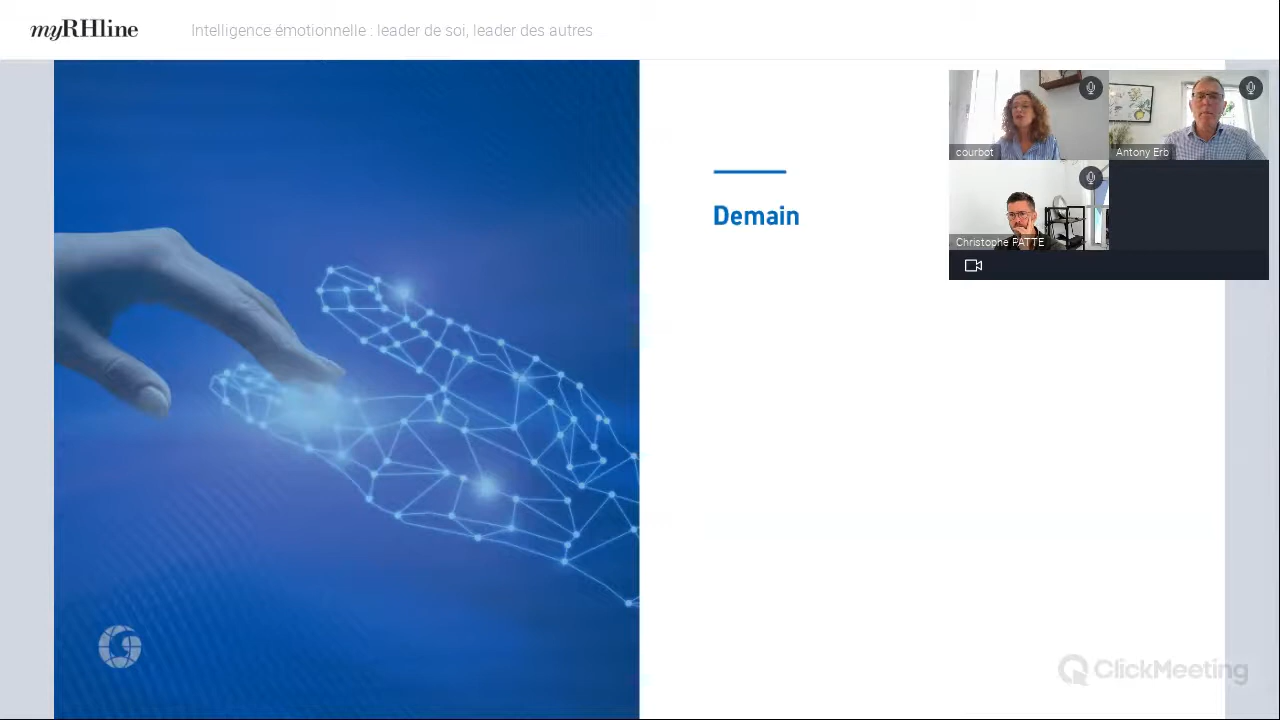 myRHline
Intelligence émotionnelle : leader de soi, leader des autres
courbot
Antony Erb
Christophe PATTE
Demain
ClickMeeting